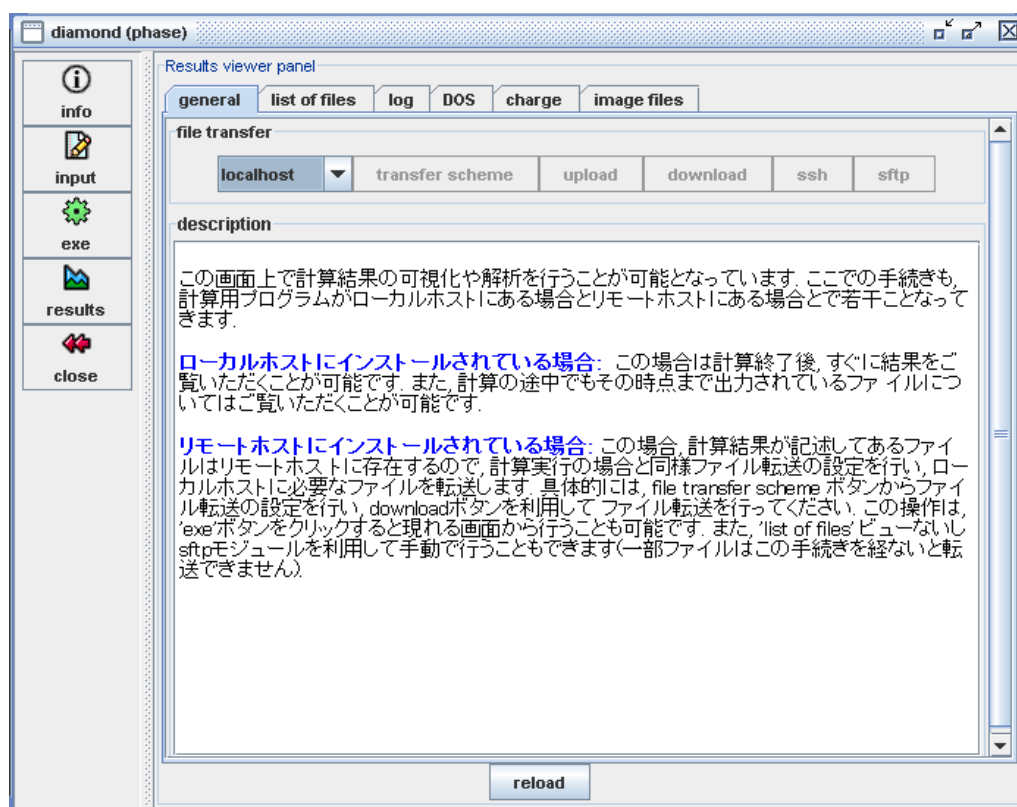 diamond (phase)
info
input
exe
results
close
Results viewer panel
general list of files log DOS charge image files
file transfer
localhost transfer scheme upload download ssh sftp
description
この画面上で計算結果の可視化や解析を行うことが可能となっています. ここでの手続きも,
計算用プログラムがローカルホストにある場合とリモートホストにある場合とで若干ことなって
きます.
ローカルホストにインストールされている場合: この場合は計算終了後, すぐに結果をご
覧いただくことが可能です. また, 計算の途中でもその時点まで出力されているファ イルにつ
いてはご覧いただくことが可能です.
リモートホストにインストールされている場合: この場合, 計算結果が記述してあるファイ
ルはリモートホストに存在するので, 計算実行の場合と同様ファイル転送の設定を行い, ロー
カルホストに必要なファイルを転送します. 具体的には, file transfer scheme ボタンからファイ
ル転送の設定を行い, downloadボタンを利用して ファイル転送を行ってください. この操作は,
'exe'ボタンをクリックすると現れる画面から行うことも可能です. また, 'list of files' ビューないし
sftpモジュールを利用して手動で行うこともできます(一部ファイルはこの手続きを経ないと転
送できません).
reload